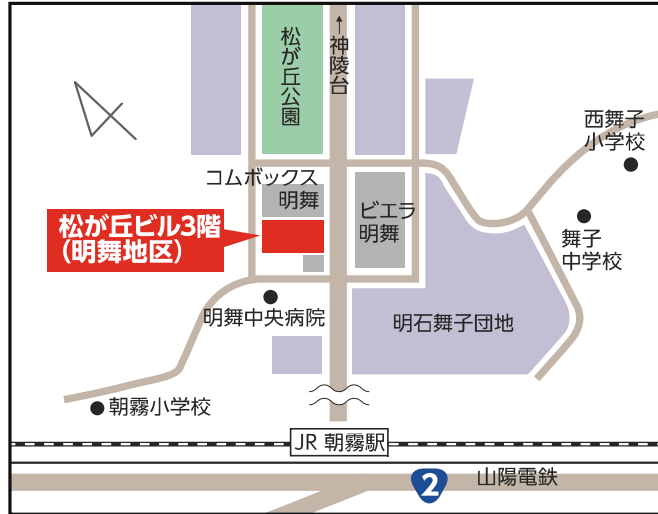 松が丘公園
↑神陵台
西舞子
小学校
コムボックス
明舞
ビエラ
明舞
松が丘ビル3階
(明舞地区)
舞子
中学校
明舞中央病院
明石舞子団地
朝霧小学校
JR 朝霧駅
山陽電鉄
2